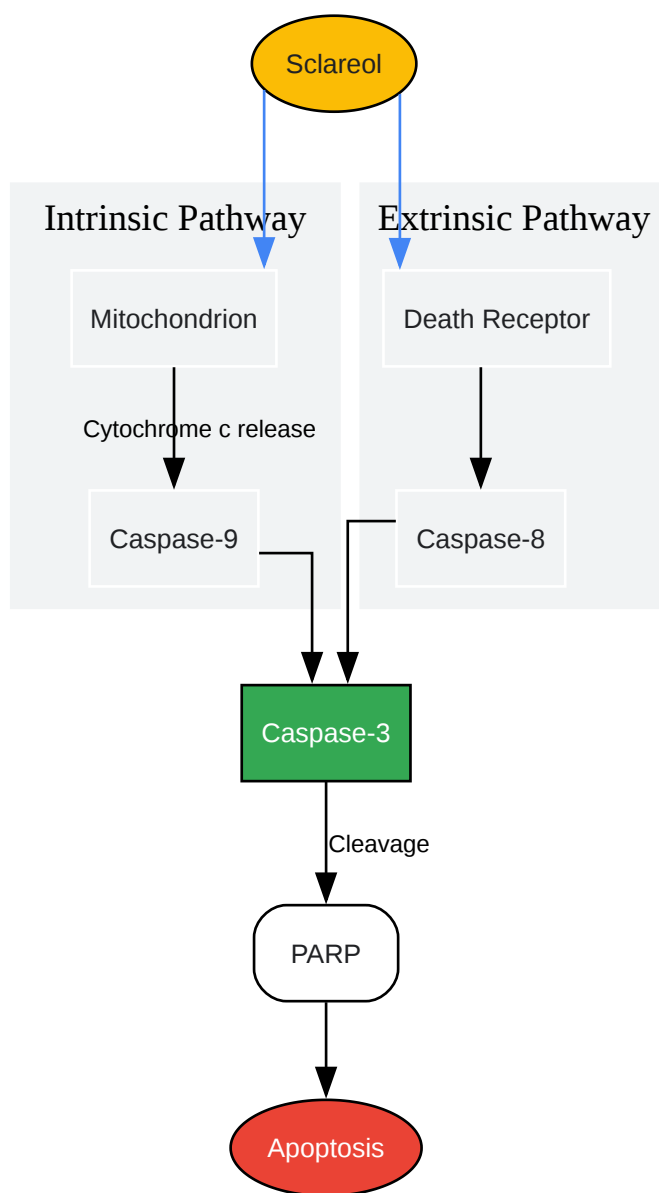 Sclareol
Intrinsic Pathway
Extrinsic Pathway
Mitochondrion
Death Receptor
Cytochrome c release
Caspase-9
Caspase-8
Caspase-3
Cleavage
PARP
Apoptosis